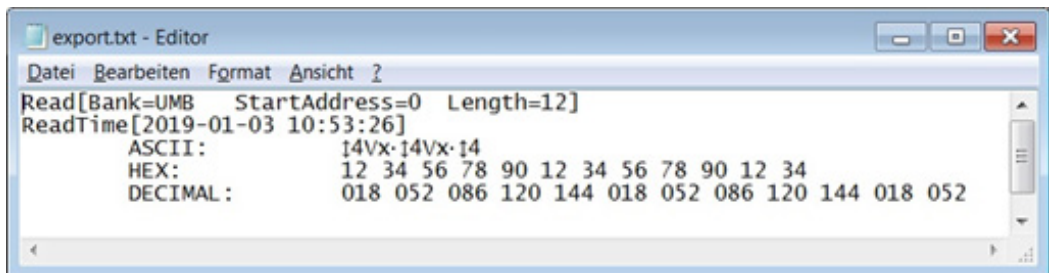 export.txt - Editor
Datei Bearbeiten Format Ansicht ?
Read[Bank=UMB   StartAddress=0  Length=12]
ReadTime[2019-01-03 10:53:26]
ASCII: ↕4Vx·↕4Vx·↕4
HEX: 12 34 56 78 90 12 34 56 78 90 12 34
DECIMAL: 018 052 086 120 144 018 052 086 120 144 018 052